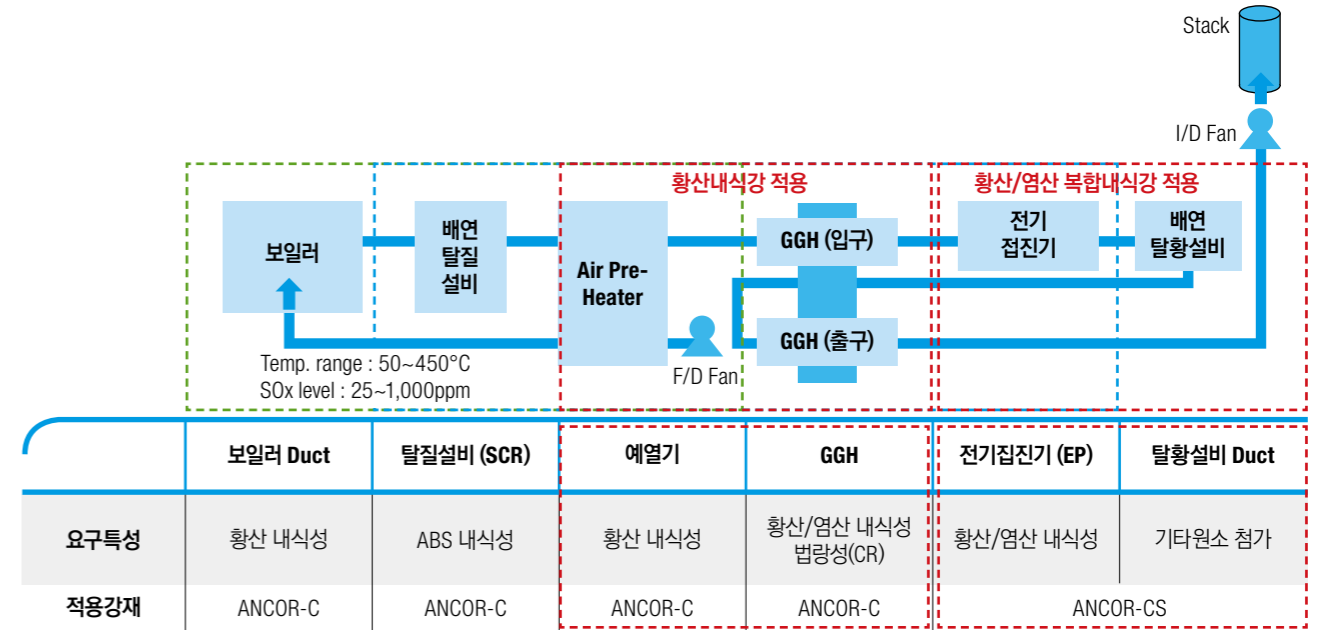 Stack
I/D Fan
황산내식강 적용
황산/염산 복합내식강 적용
보일러
배연
탈질
설비
Air Pre-
Heater
GGH (입구)
전기
접진기
배연
탈황설비
GGH (출구)
F/D Fan
Temp. range : 50~450°C
SOx level : 25~1,000ppm
보일러 Duct 탈질설비 (SCR) 예열기 GGH 전기집진기 (EP) 탈황설비 Duct
요구특성 황산 내식성 ABS 내식성 황산 내식성 황산/염산 내식성 황산/염산 내식성 기타원소 첨가
법랑성(CR)
적용강재 ANCOR-C ANCOR-C ANCOR-C ANCOR-C ANCOR-CS